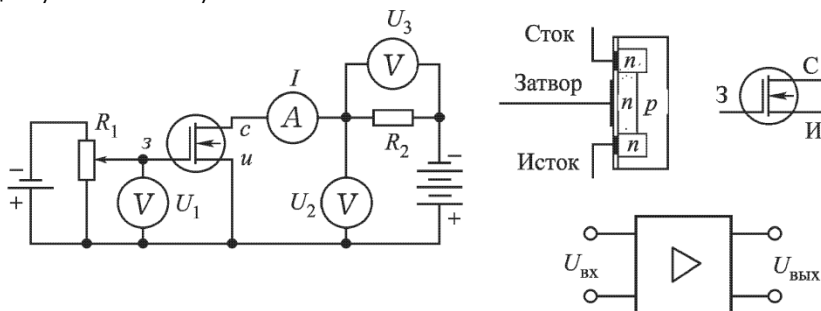 U₃
V
I
A
R₁
з
с
и
R₂
V
U₁
U₂
V
−
+
−
+
Сток
Затвор
Исток
n
n
p
n
З
С
И
Uвх
Uвых